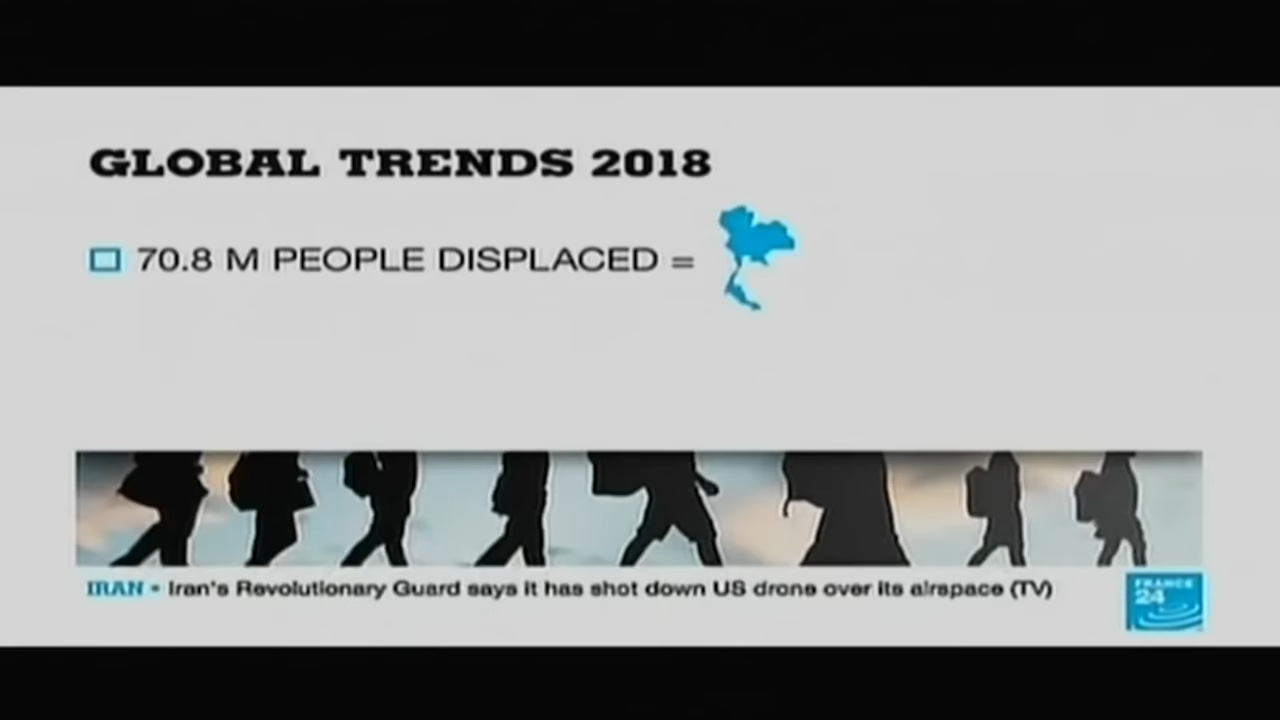 GLOBAL TRENDS 2018
70.8 M PEOPLE DISPLACED =
IRAN • Iran's Revolutionary Guard says it has shot down US drone over its airspace (TV)
FRANCE
24